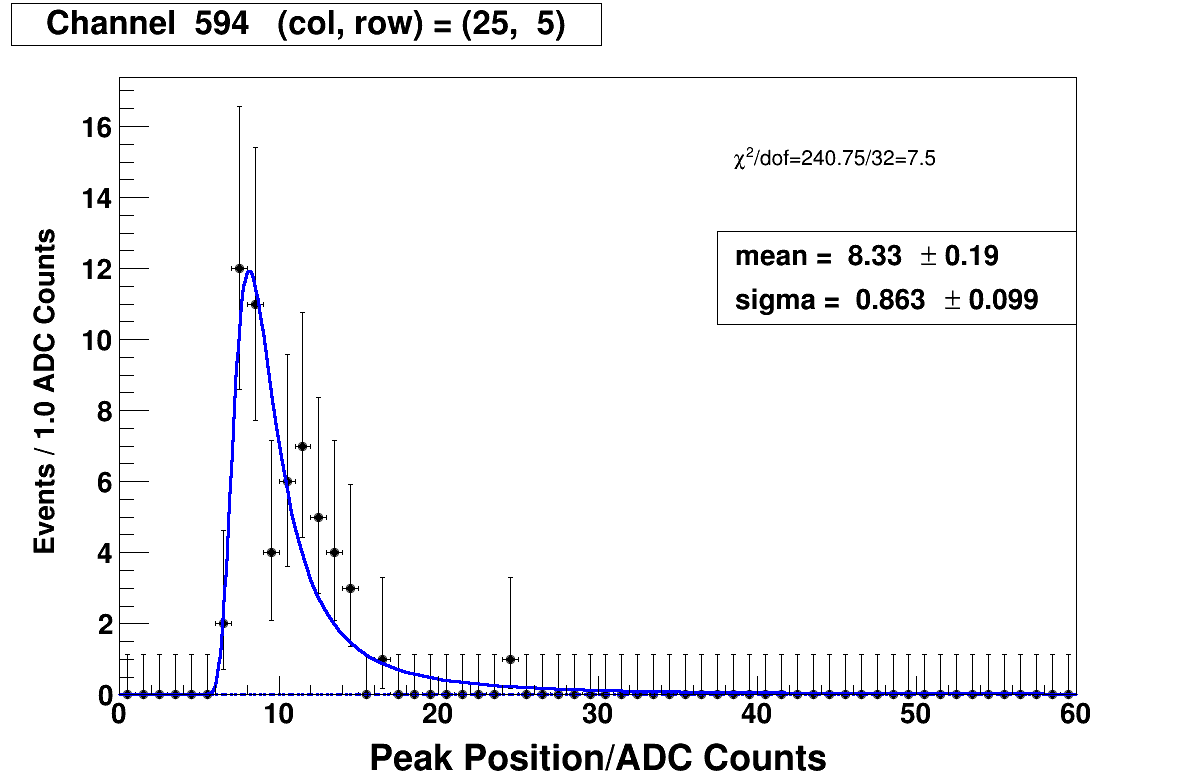 Channel  594   (col, row) = (25,  5)
χ²/dof=240.75/32=7.5
mean =  8.33  ± 0.19
sigma =  0.863  ± 0.099
Events / 1.0 ADC Counts
16
14
12
10
8
6
4
2
0
0 10 20 30 40 50 60
Peak Position/ADC Counts